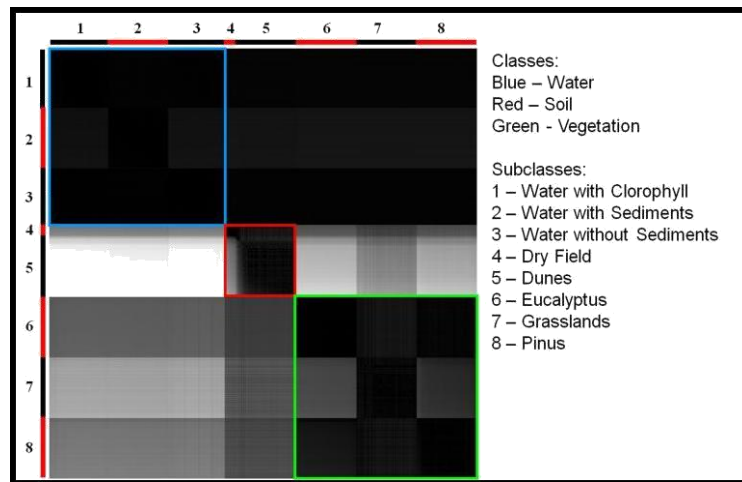 1 2 3 4 5 6 7 8
1
2
3
4
5
6
7
8
Classes:
Blue – Water
Red – Soil
Green - Vegetation
Subclasses:
1 – Water with Clorophyll
2 – Water with Sediments
3 – Water without Sediments
4 – Dry Field
5 – Dunes
6 – Eucalyptus
7 – Grasslands
8 – Pinus